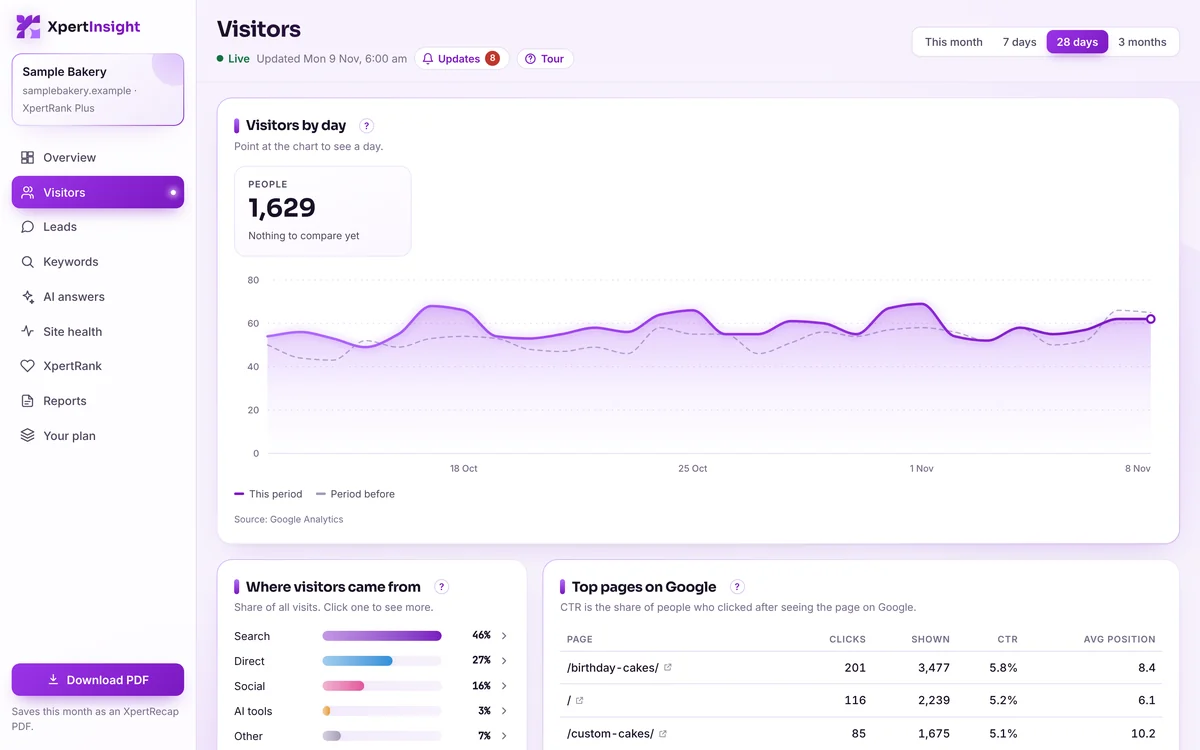 XpertInsight
Sample Bakery
samplebakery.example ·
XpertRank Plus
Overview
Visitors
Leads
Keywords
AI answers
Site health
XpertRank
Reports
Your plan
Download PDF
Saves this month as an XpertRecap
PDF.
Visitors
Live Updated Mon 9 Nov, 6:00 am Updates 8 Tour
This month 7 days 28 days 3 months
Visitors by day ?
Point at the chart to see a day.
PEOPLE
1,629
Nothing to compare yet
80
60
40
20
0
18 Oct 25 Oct 1 Nov 8 Nov
This period Period before
Source: Google Analytics
Where visitors came from ?
Share of all visits. Click one to see more.
Search 46%
Direct 27%
Social 16%
AI tools 3%
Other 7%
Top pages on Google ?
CTR is the share of people who clicked after seeing the page on Google.
PAGE CLICKS SHOWN CTR AVG POSITION
/birthday-cakes/ 201 3,477 5.8% 8.4
/ 116 2,239 5.2% 6.1
/custom-cakes/ 85 1,675 5.1% 10.2